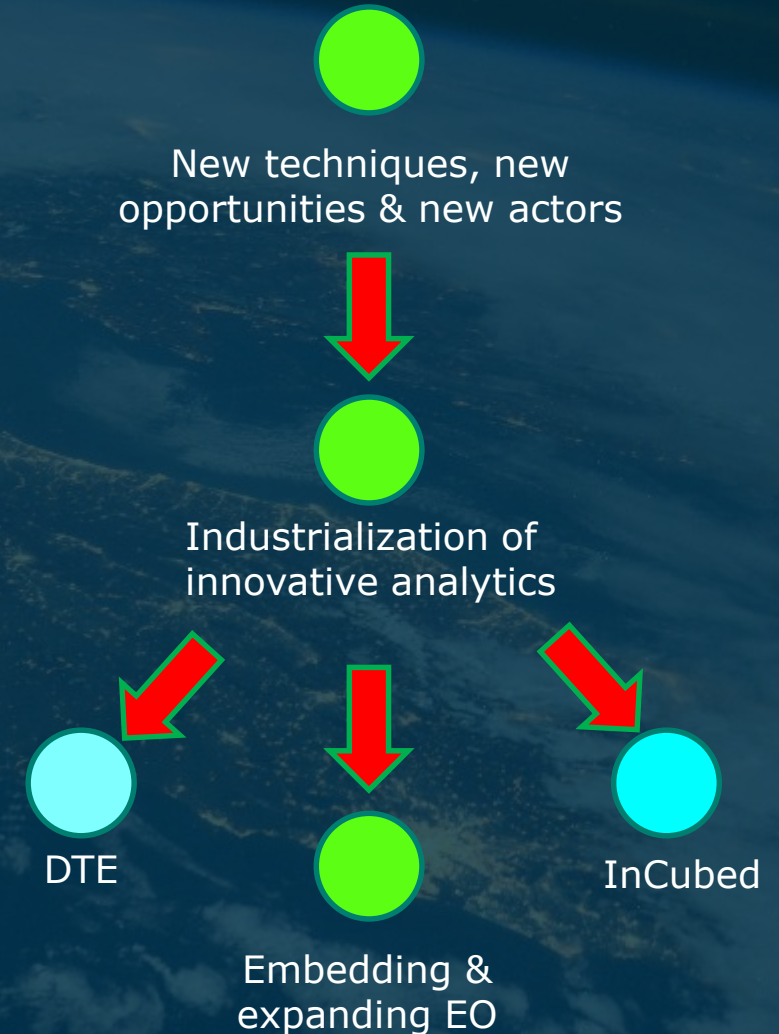 New techniques, new
opportunities & new actors
Industrialization of
innovative analytics
DTE
InCubed
Embedding &
expanding EO